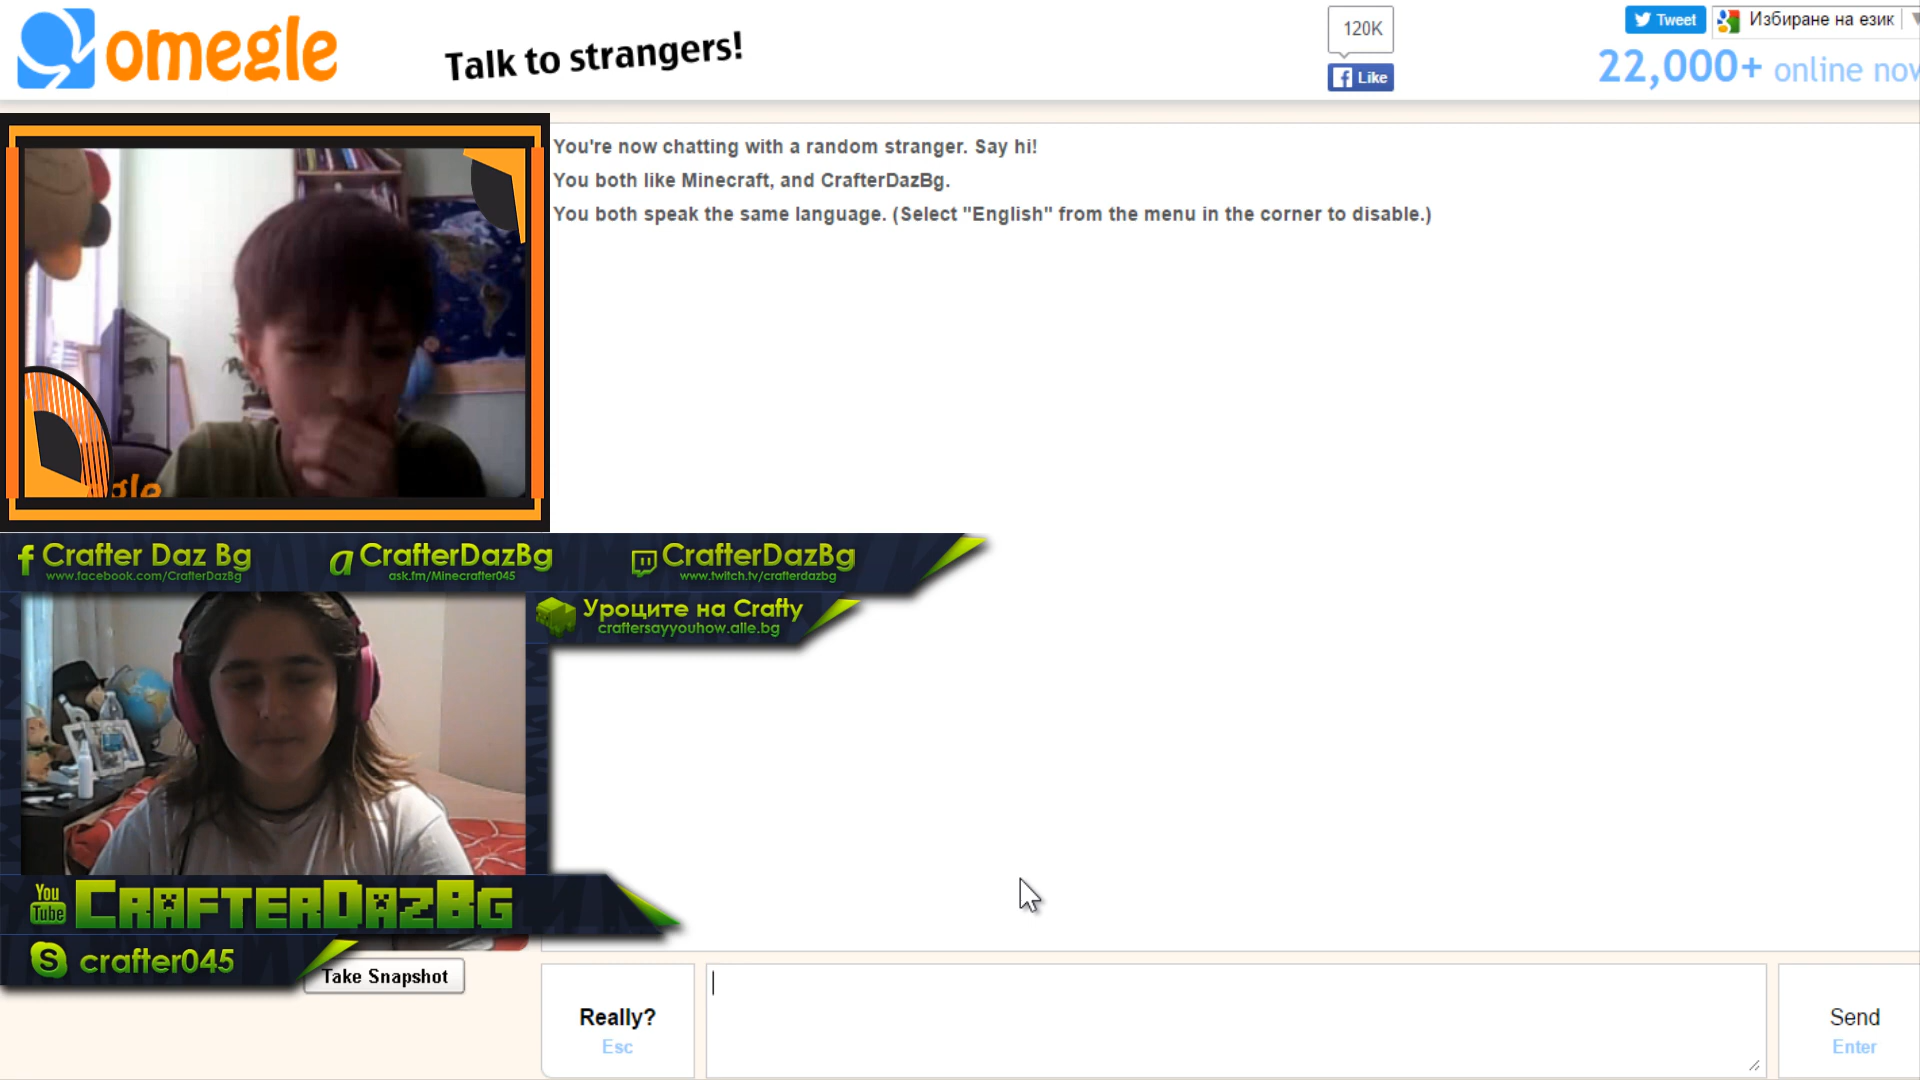 omegle
Talk to strangers!
120K
Like
Tweet
Избиране на език
22,000+ online now
You're now chatting with a random stranger. Say hi!
You both like Minecraft, and CrafterDazBg.
You both speak the same language. (Select "English" from the menu in the corner to disable.)
gle
Crafter Daz Bg
www.facebook.com/CrafterDazBg
CrafterDazBg
ask.fm/Minecrafter045
CrafterDazBg
www.twitch.tv/crafterdazbg
Уроците на Crafty
craftersayyouhow.alle.bg
You
Tube
CrafterDazBG
crafter045
Take Snapshot
Really?
Esc
Send
Enter